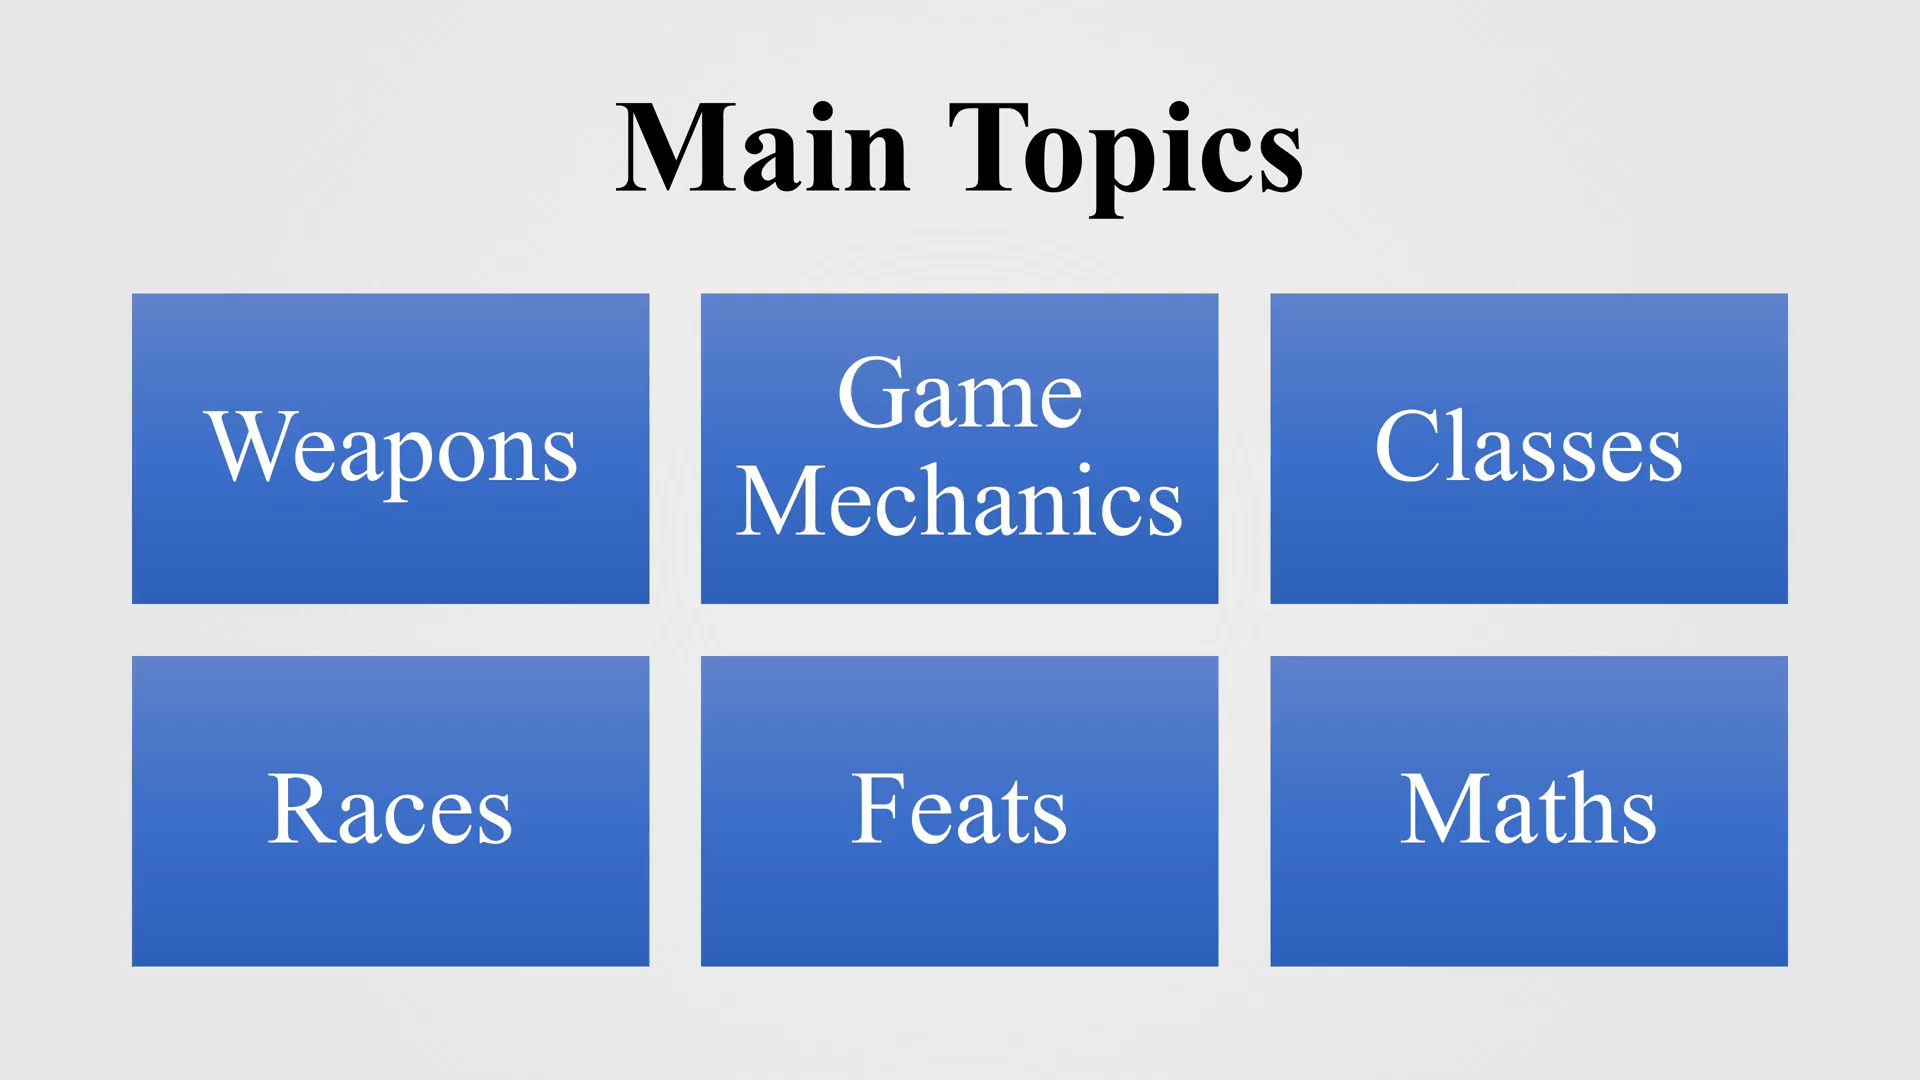 Main Topics
Weapons
Game
Mechanics
Classes
Races
Feats
Maths